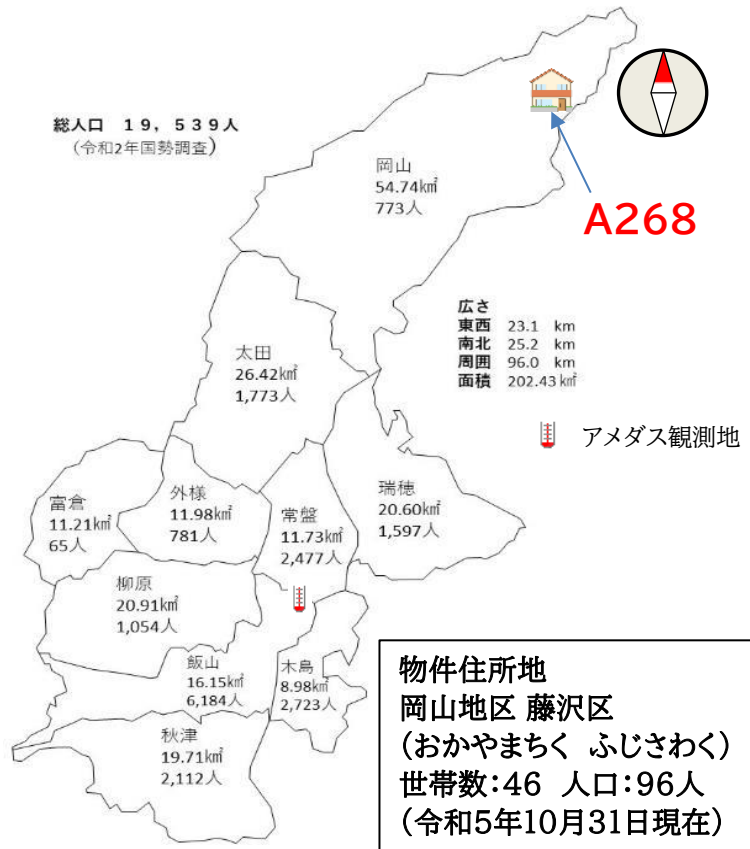 総人口 19,539人
(令和2年国勢調査)
岡山
54.74㎢
773人
A268
広さ
東西 23.1 km
南北 25.2 km
周囲 96.0 km
面積 202.43㎢
アメダス観測地
太田
26.42㎢
1,773人
瑞穂
20.60㎢
1,597人
富倉
11.21㎢
65人
外様
11.98㎢
781人
常盤
11.73㎢
2,477人
柳原
20.91㎢
1,054人
飯山
16.15㎢
6,184人
木島
8.98㎢
2,723人
秋津
19.71㎢
2,112人
物件住所地
岡山地区 藤沢区
(おかやまちく ふじさわく)
世帯数:46 人口:96人
(令和5年10月31日現在)